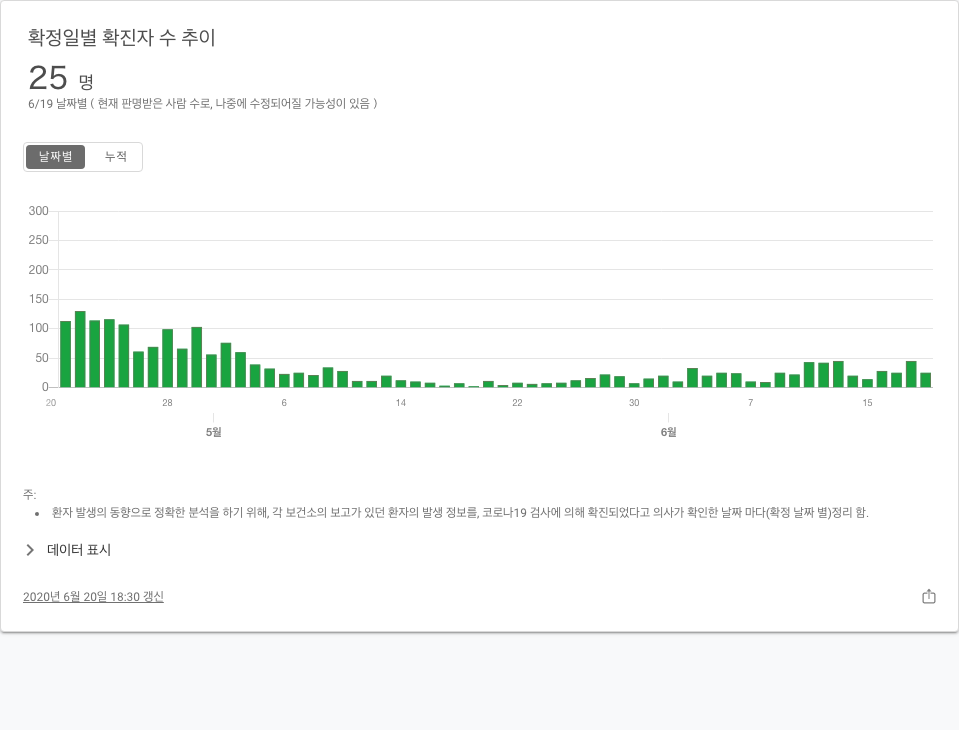 확정일별 확진자 수 추이
25 명
6/19 날짜별 ( 현재 판명받은 사람 수로, 나중에 수정되어질 가능성이 있음 )
날짜별 누적
300
250
200
150
100
50
0
20 28 6 14 22 30 7 15
5월 6월
주:
• 환자 발생의 동향으로 정확한 분석을 하기 위해, 각 보건소의 보고가 있던 환자의 발생 정보를, 코로나19 검사에 의해 확진되었다고 의사가 확인한 날짜 마다(확정 날짜 별)정리 함.
데이터 표시
2020년 6월 20일 18:30 갱신